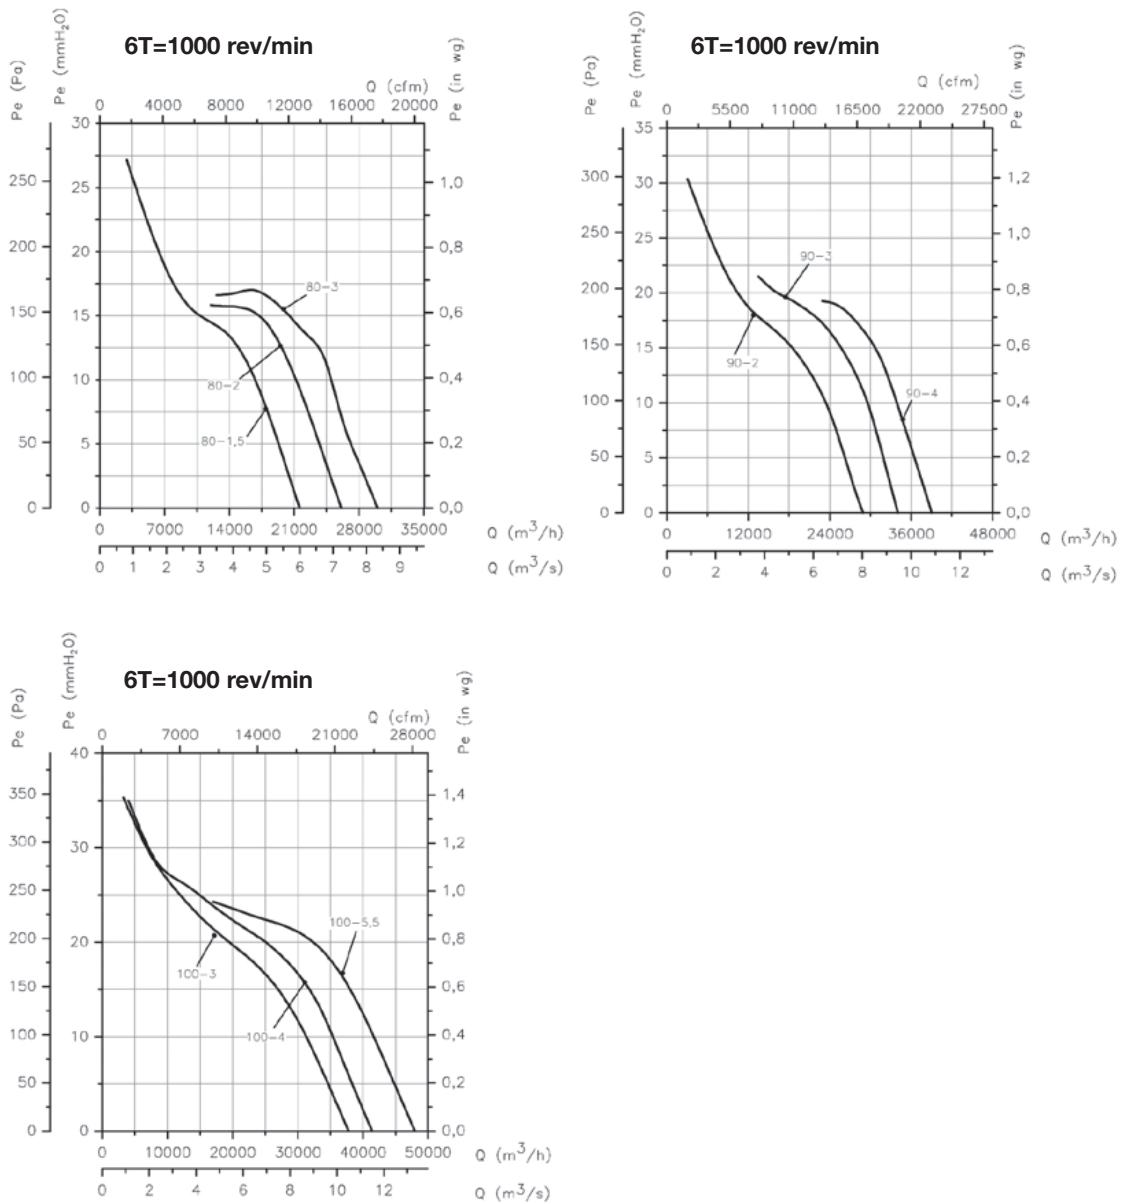 6T=1000 rev/min
Pe (Pa)
Pe (mmH2O)
Q (cfm)
Pe (in wg)
0 4000 8000 12000 16000 20000
30
25
20
15
10
5
0
250
200
150
100
50
0
1,0
0,8
0,6
0,4
0,2
0,0
80-3
80-2
80-1,5
0 7000 14000 21000 28000 35000 Q (m3/h)
0 1 2 3 4 5 6 7 8 9 Q (m3/s)
6T=1000 rev/min
Pe (Pa)
Pe (mmH2O)
Q (cfm)
Pe (in wg)
0 5500 11000 16500 22000 27500
35
30
25
20
15
10
5
0
300
250
200
150
100
50
0
1,2
1,0
0,8
0,6
0,4
0,2
0,0
90-3
90-2
90-4
0 12000 24000 36000 48000 Q (m3/h)
0 2 4 6 8 10 12 Q (m3/s)
6T=1000 rev/min
Pe (Pa)
Pe (mmH2O)
Q (cfm)
Pe (in wg)
0 7000 14000 21000 28000
40
30
20
10
0
350
300
250
200
150
100
50
0
1,4
1,2
1,0
0,8
0,6
0,4
0,2
0,0
100-5,5
100-3
100-4
0 10000 20000 30000 40000 50000 Q (m3/h)
0 2 4 6 8 10 12 Q (m3/s)